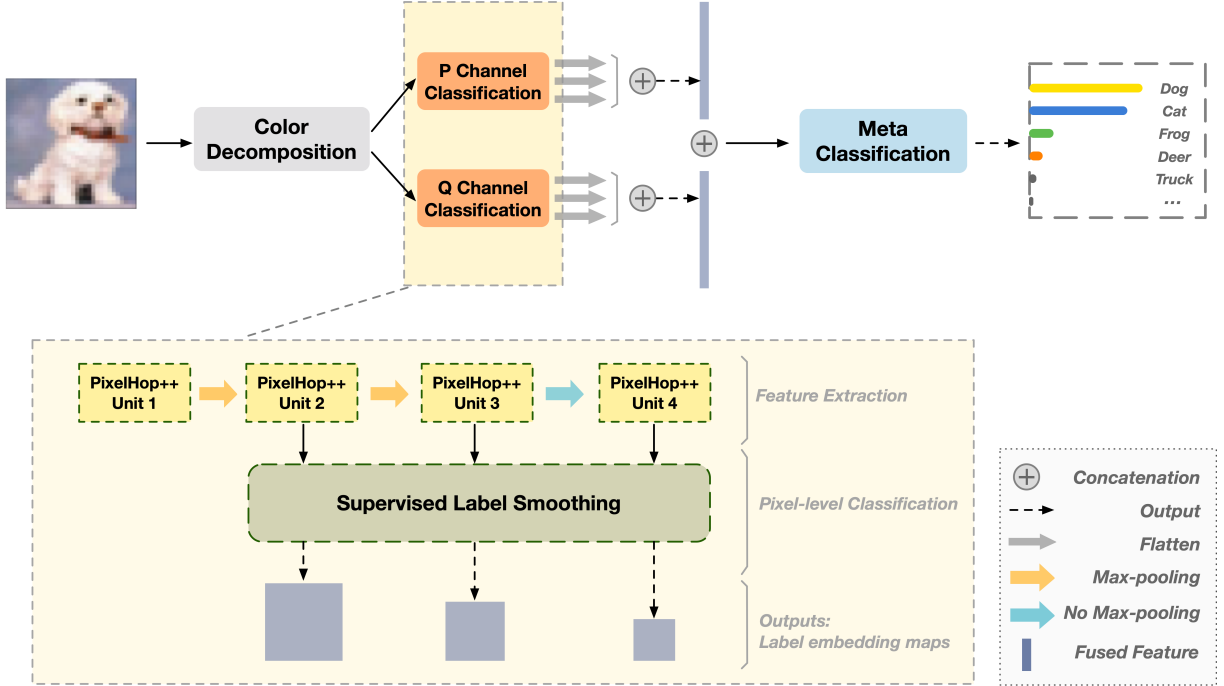 Color
Decomposition
P Channel
Classification
Q Channel
Classification
Meta
Classification
Dog
Cat
Frog
Deer
Truck
...
PixelHop++
Unit 1
PixelHop++
Unit 2
PixelHop++
Unit 3
PixelHop++
Unit 4
Feature Extraction
Supervised Label Smoothing
Pixel-level Classification
Outputs:
Label embedding maps
Concatenation
Output
Flatten
Max-pooling
No Max-pooling
Fused Feature